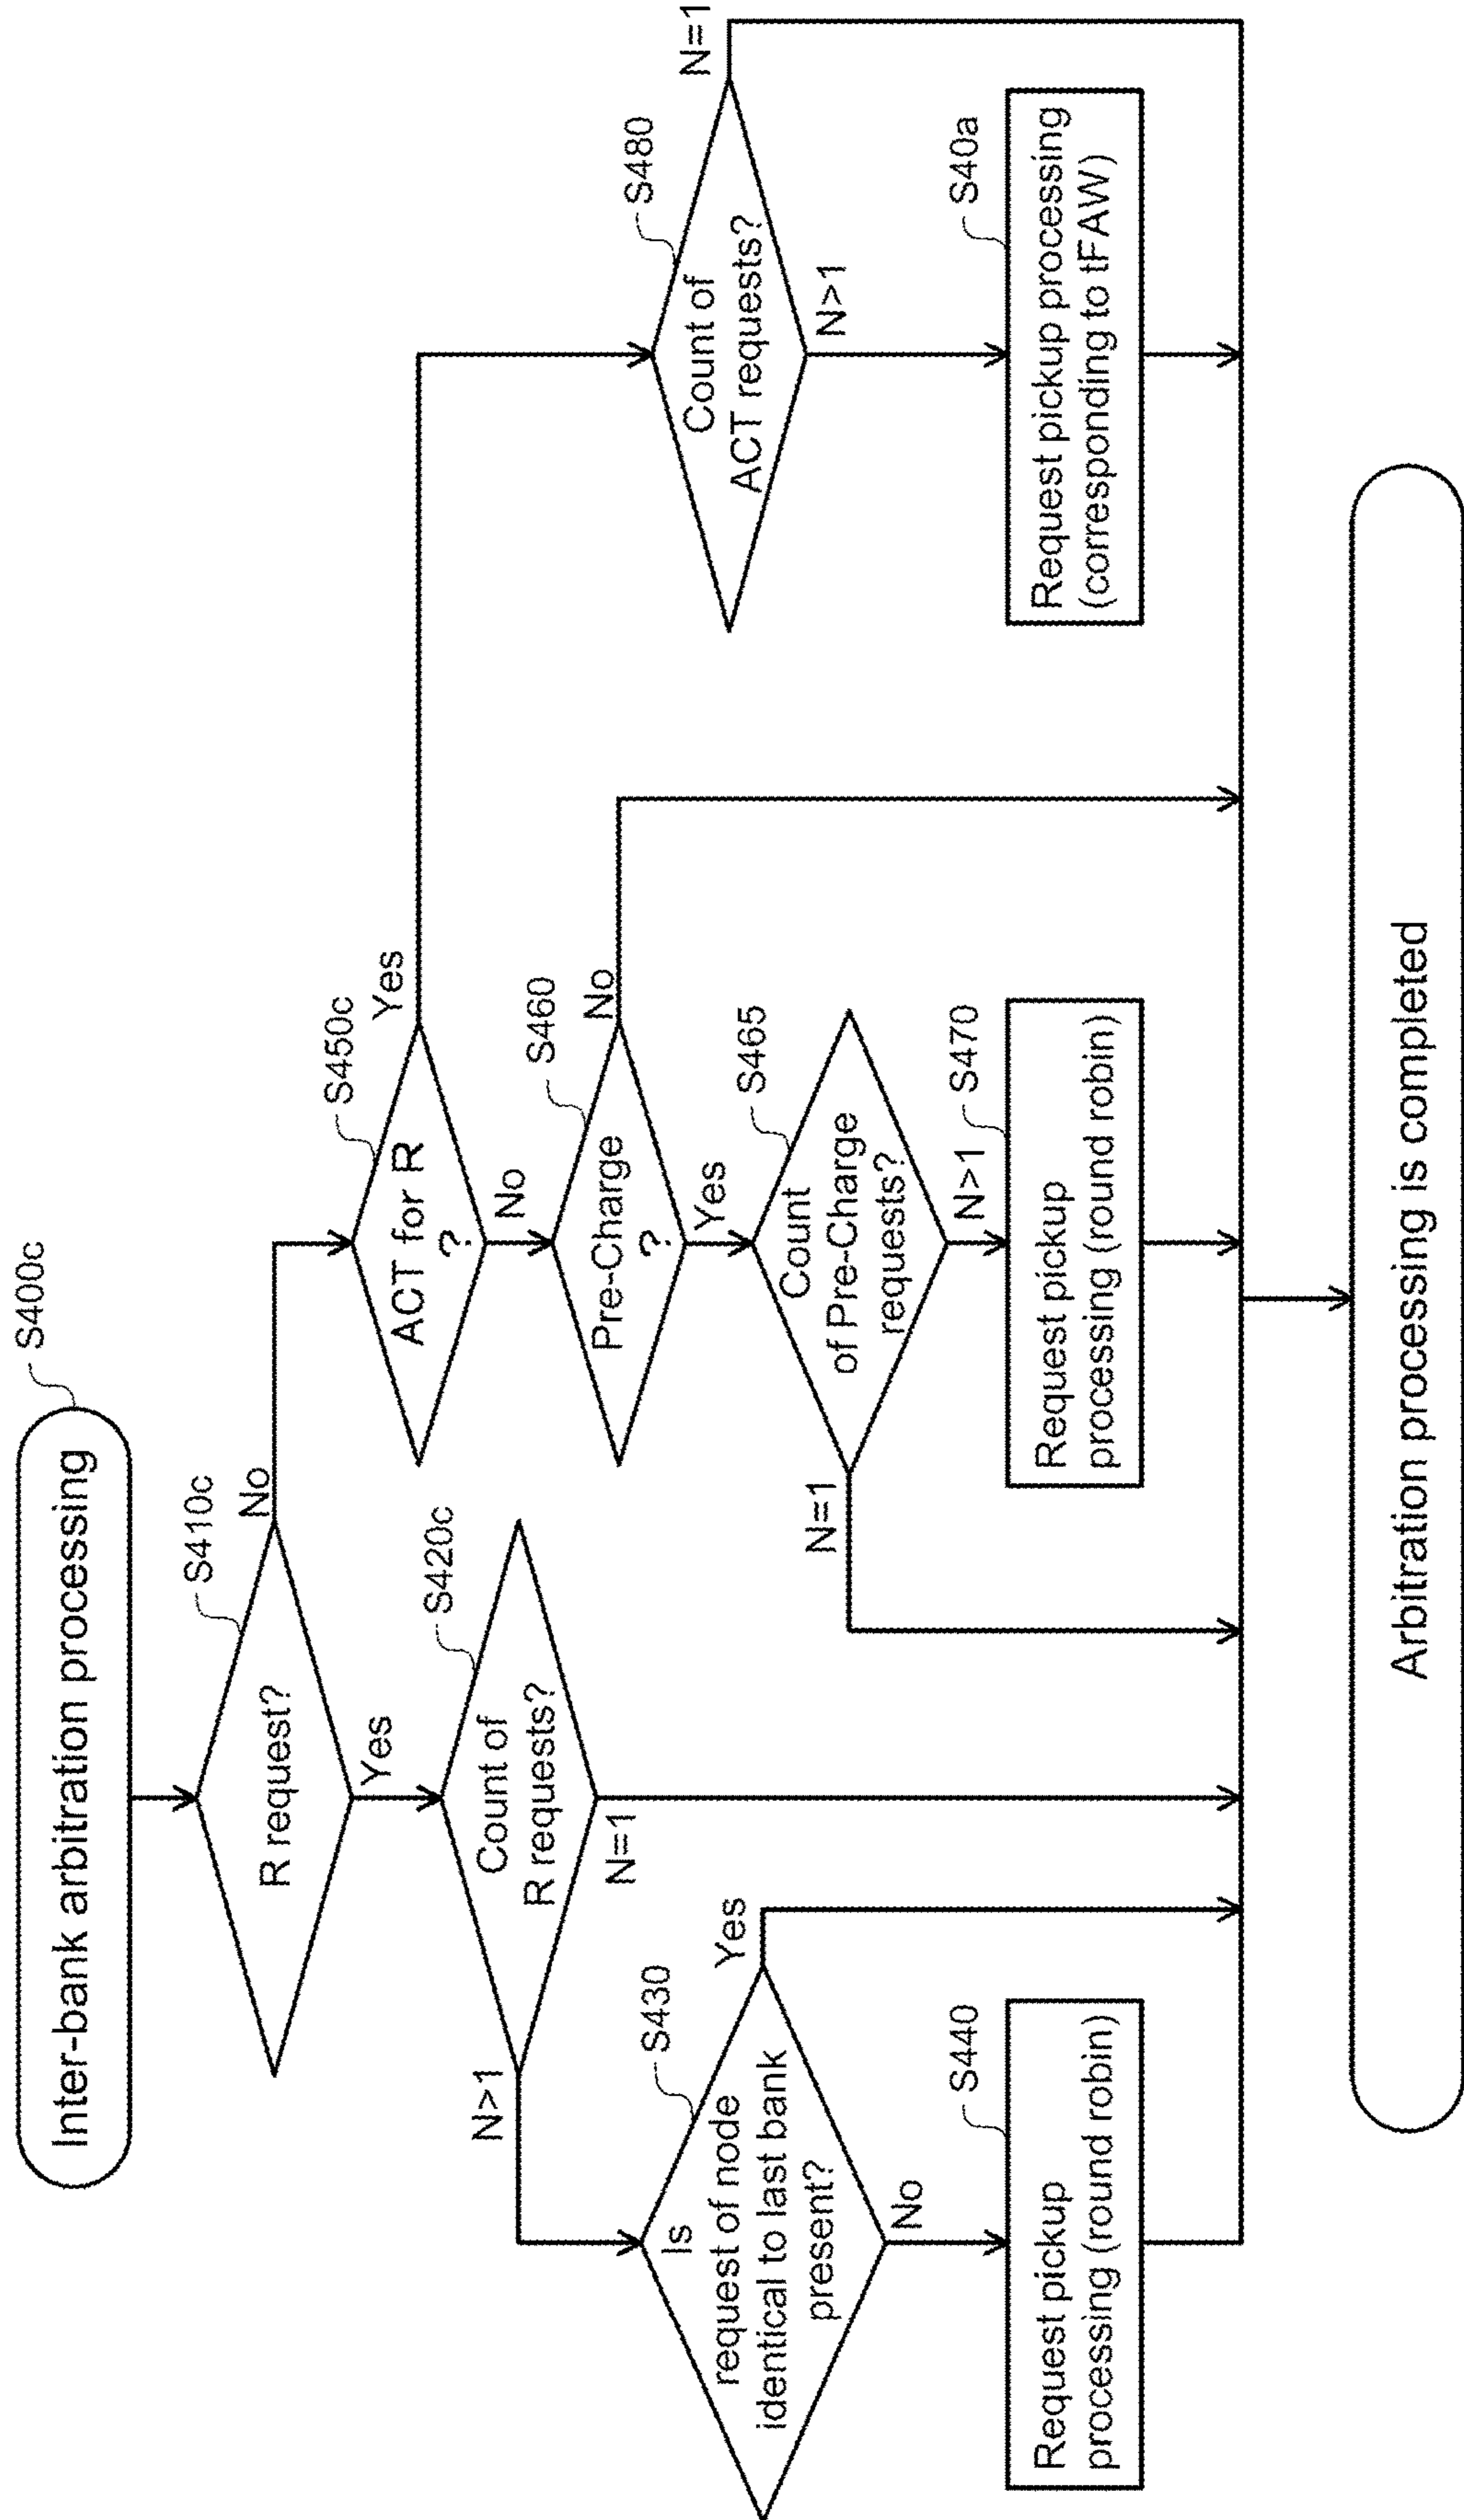 Inter-bank arbitration processing
S400c
R request?
S410c
No
Yes
Count of
R requests?
S420c
N>1
N=1
Is
request of node
identical to last bank
present?
S430
Yes
No
Request pickup
processing (round robin)
S440
ACT for R
?
S450c
Yes
No
Pre-Charge
?
S460
No
Yes
Count
of Pre-Charge
requests?
S465
N=1
N>1
Request pickup
processing (round robin)
S470
Count of
ACT requests?
S480
N=1
N>1
Request pickup processing
(corresponding to tFAW)
S40a
Arbitration processing is completed